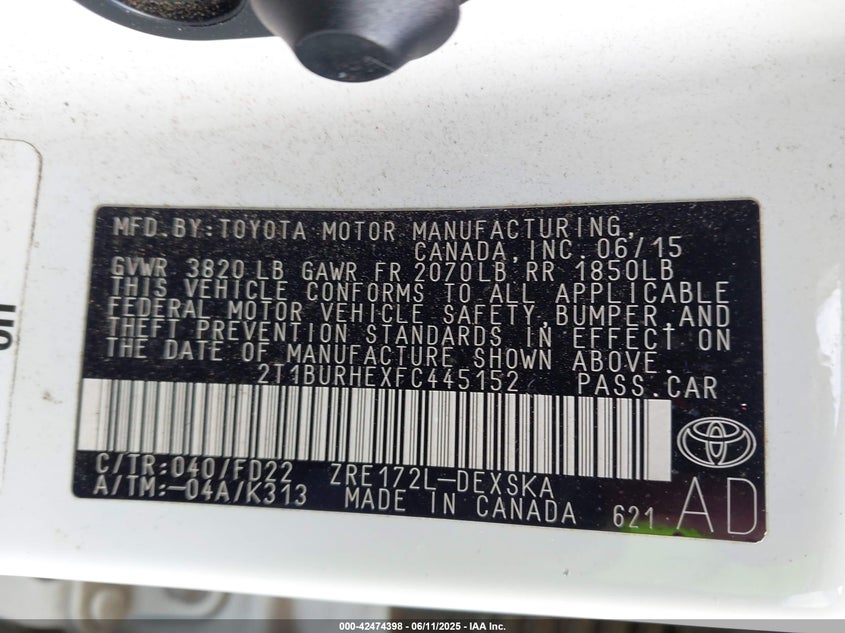 MFD.BY:TOYOTA MOTOR MANUFACTURING,
CANADA,INC. 06/15
GVWR 3820LB GAWR FR 2070LB RR 1850LB
THIS VEHICLE CONFORMS TO ALL APPLICABLE
FEDERAL MOTOR VEHICLE SAFETY,BUMPER,AND
THEFT PREVENTION STANDARDS IN EFFECT ON
THE DATE OF MANUFACTURE SHOWN ABOVE.
2T1BURHEXFC445152 PASS.CAR
C/TR:040/FD22 ZRE172L-DEXSKA
A/TM:-04A/K313 MADE IN CANADA 621 AD
000-42474398 - 06/11/2025 - IAA Inc.